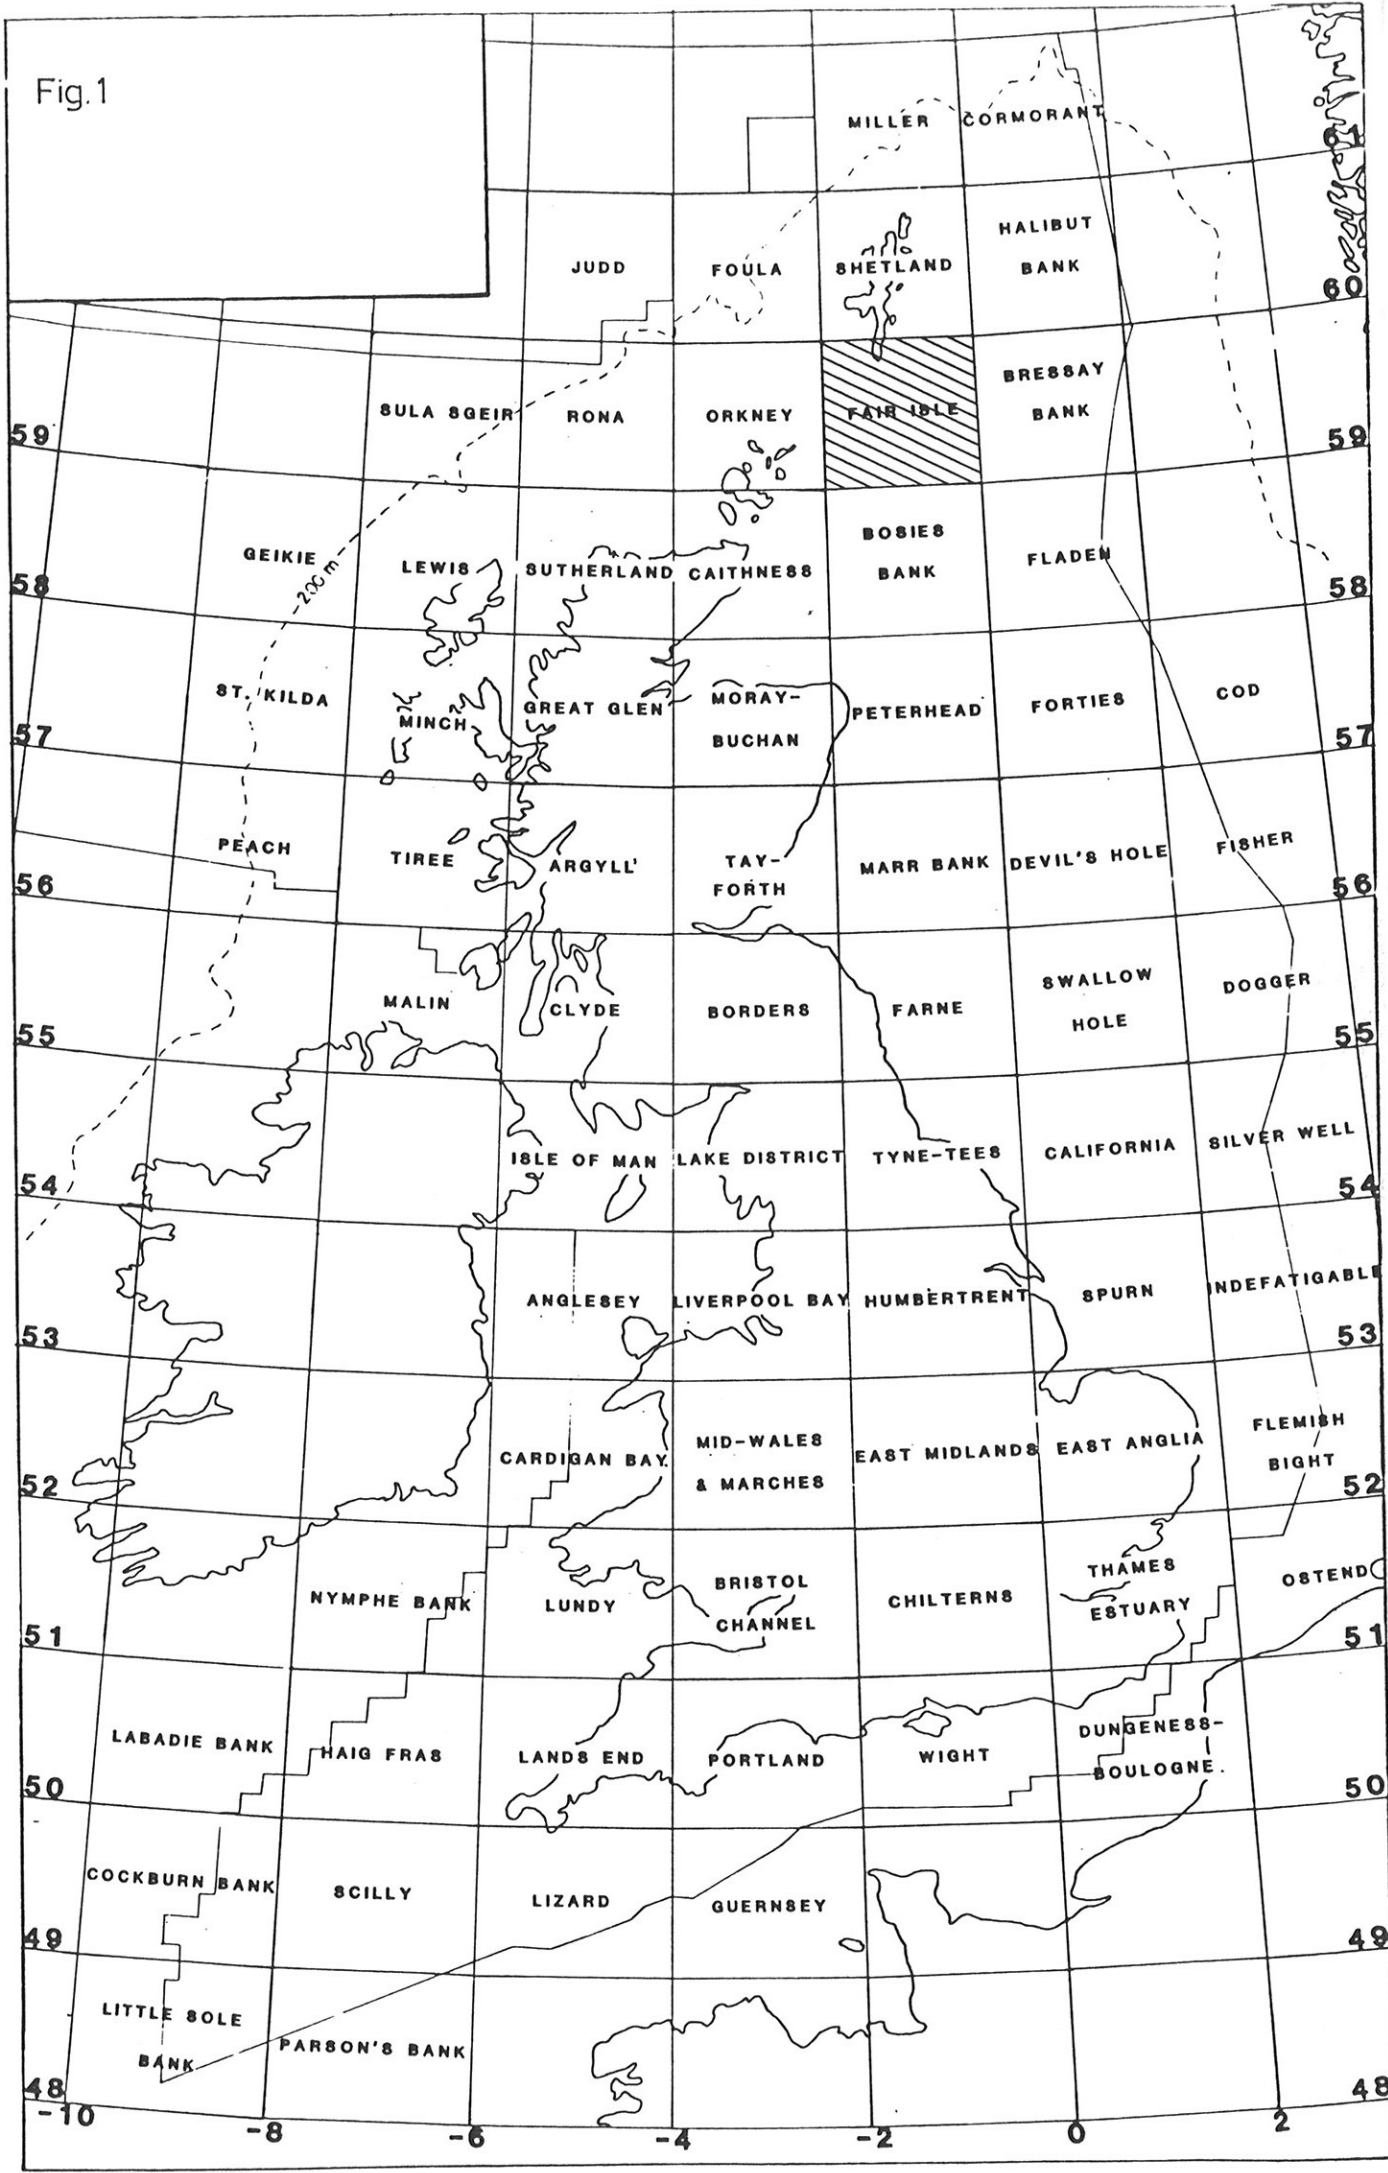 Fig.1
MILLER CORMORANT
61
HALIBUT
BANK
JUDD FOULA SHETLAND
60
BRESSAY
BANK
SULA SGEIR RONA ORKNEY FAIR ISLE
59 59
BOSIES
BANK
GEIKIE LEWIS SUTHERLAND CAITHNESS FLADEN
-200m
58 58
ST. KILDA MINCH GREAT GLEN MORAY-
BUCHAN
PETERHEAD FORTIES COD
57 57
PEACH TIREE ARGYLL TAY-
FORTH
MARR BANK DEVIL'S HOLE FISHER
56 56
MALIN CLYDE BORDERS FARNE SWALLOW
HOLE
DOGGER
55 55
ISLE OF MAN LAKE DISTRICT TYNE-TEES CALIFORNIA SILVER WELL
54 54
ANGLESEY LIVERPOOL BAY HUMBERTRENT SPURN INDEFATIGABLE
53 53
CARDIGAN BAY MID-WALES
& MARCHES
EAST MIDLANDS EAST ANGLIA FLEMISH
BIGHT
52 52
NYMPHE BANK LUNDY BRISTOL
CHANNEL
CHILTERNS THAMES
ESTUARY
OSTEND
51 51
LABADIE BANK HAIG FRAS LANDS END PORTLAND WIGHT DUNGENESS-
BOULOGNE.
50 50
COCKBURN BANK SCILLY LIZARD GUERNSEY
49 49
LITTLE SOLE
BANK
PARSON'S BANK
48 48
-10 -8 -6 -4 -2 0 2